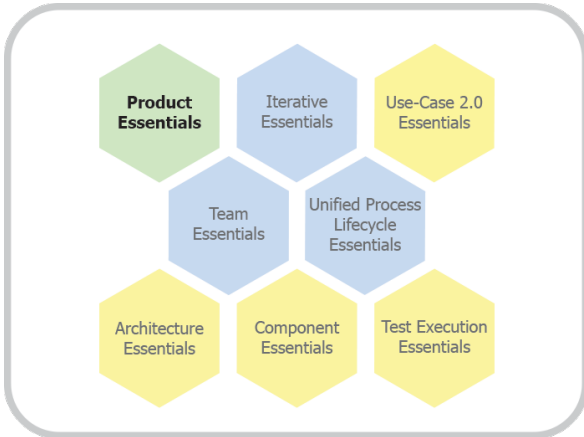 Product
Essentials
Iterative
Essentials
Use-Case 2.0
Essentials
Team
Essentials
Unified Process
Lifecycle
Essentials
Architecture
Essentials
Component
Essentials
Test Execution
Essentials